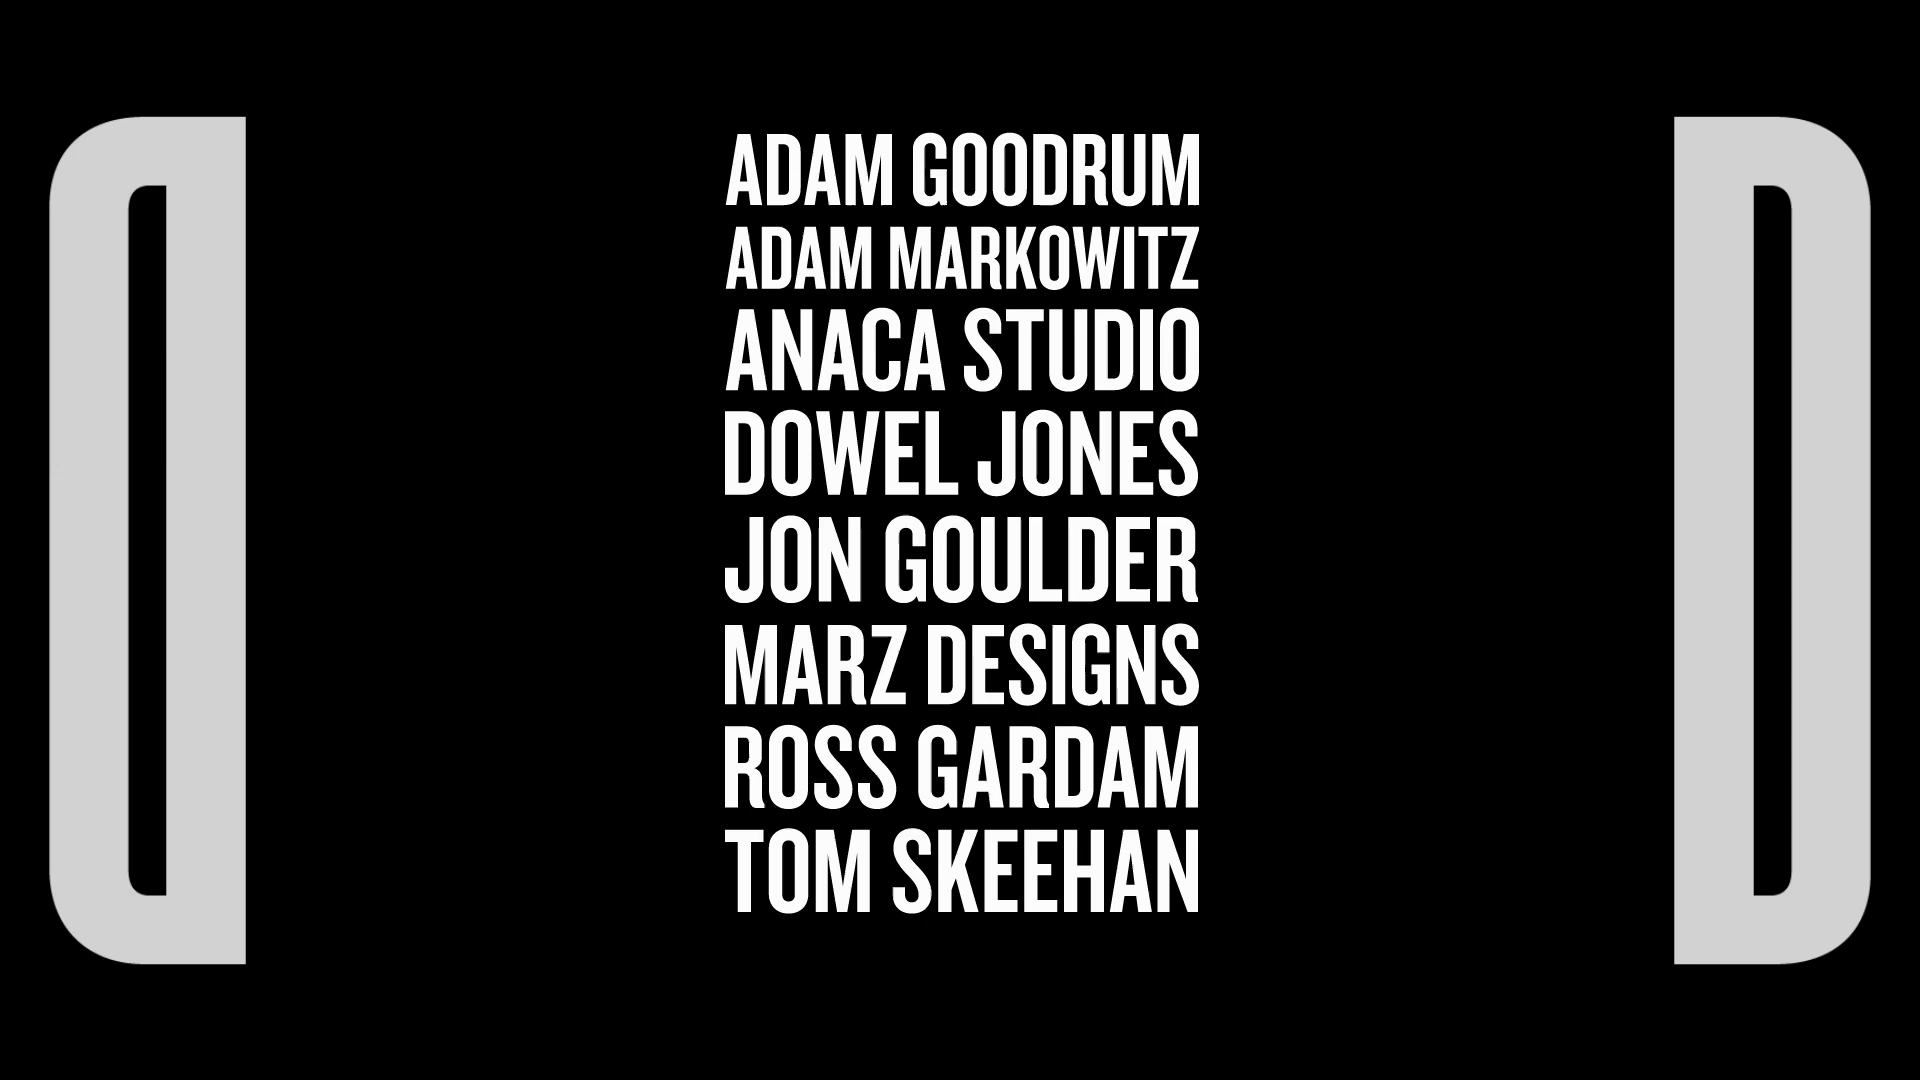 D
ADAM GOODRUM
ADAM MARKOWITZ
ANACA STUDIO
DOWEL JONES
JON GOULDER
MARZ DESIGNS
ROSS GARDAM
TOM SKEEHAN
D